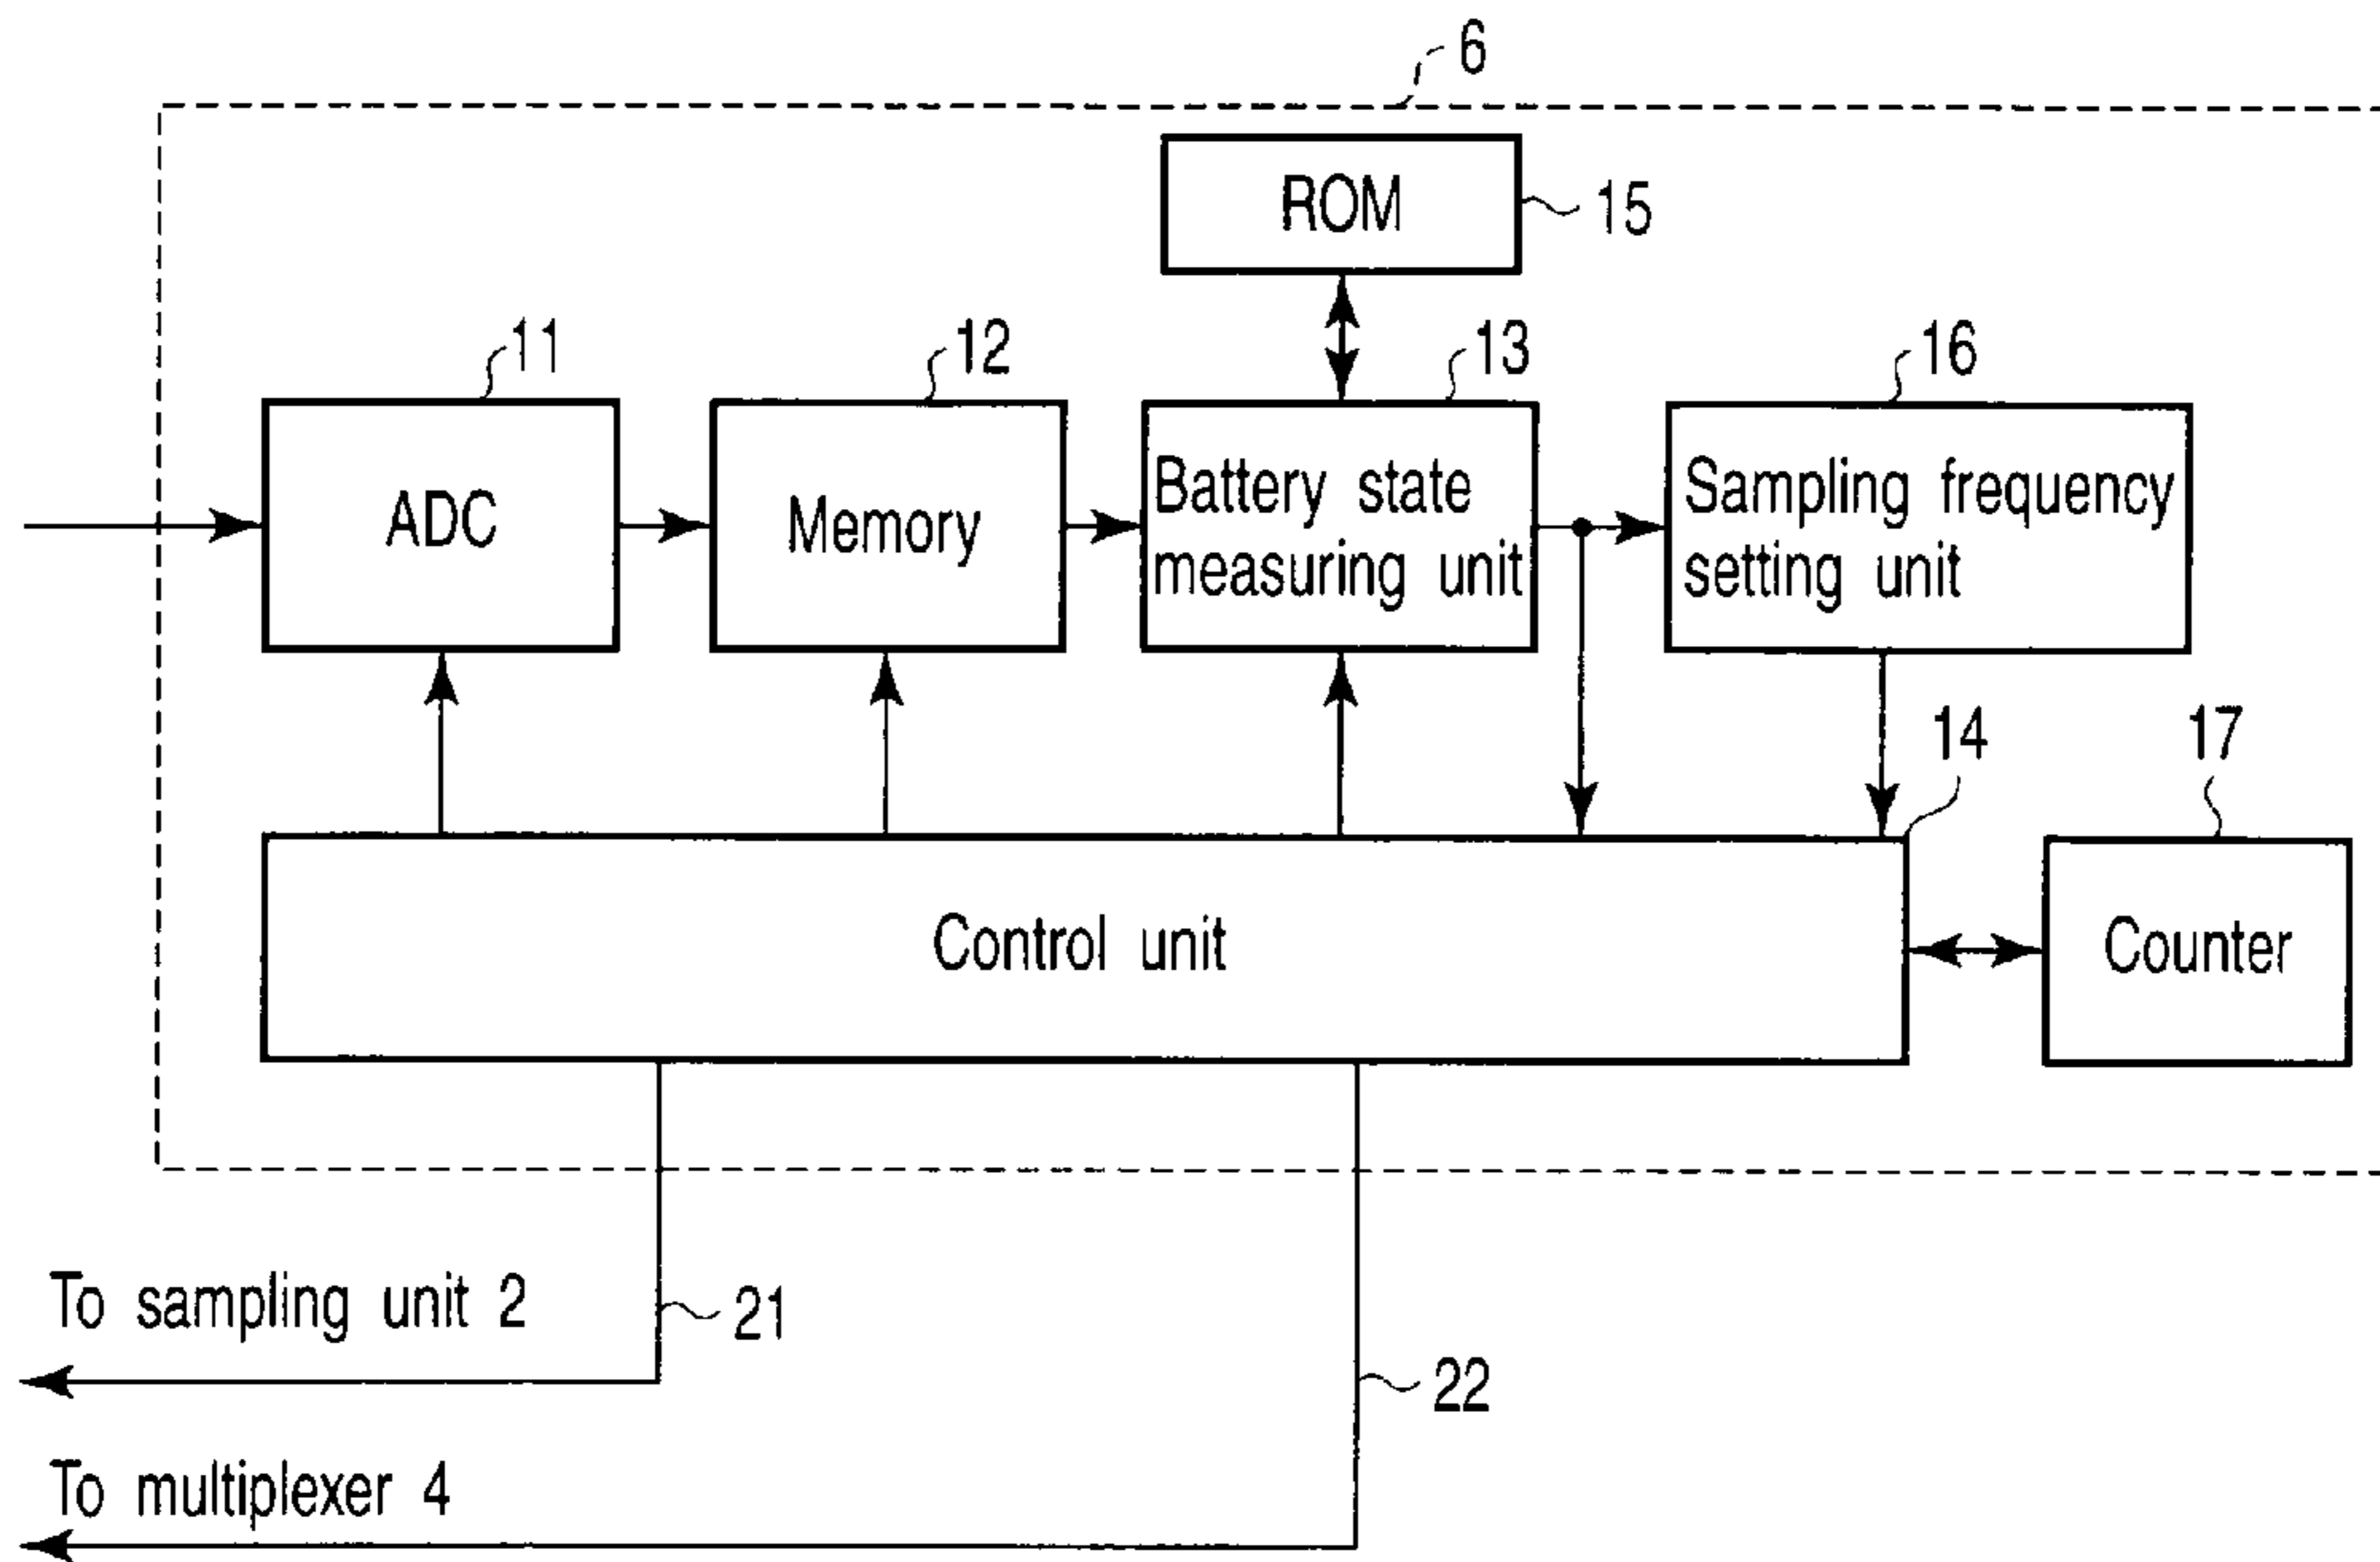 6
ROM
15
11
12
13
16
ADC
Memory
Battery state
measuring unit
Sampling frequency
setting unit
14
17
Control unit
Counter
To sampling unit 2
21
22
To multiplexer 4